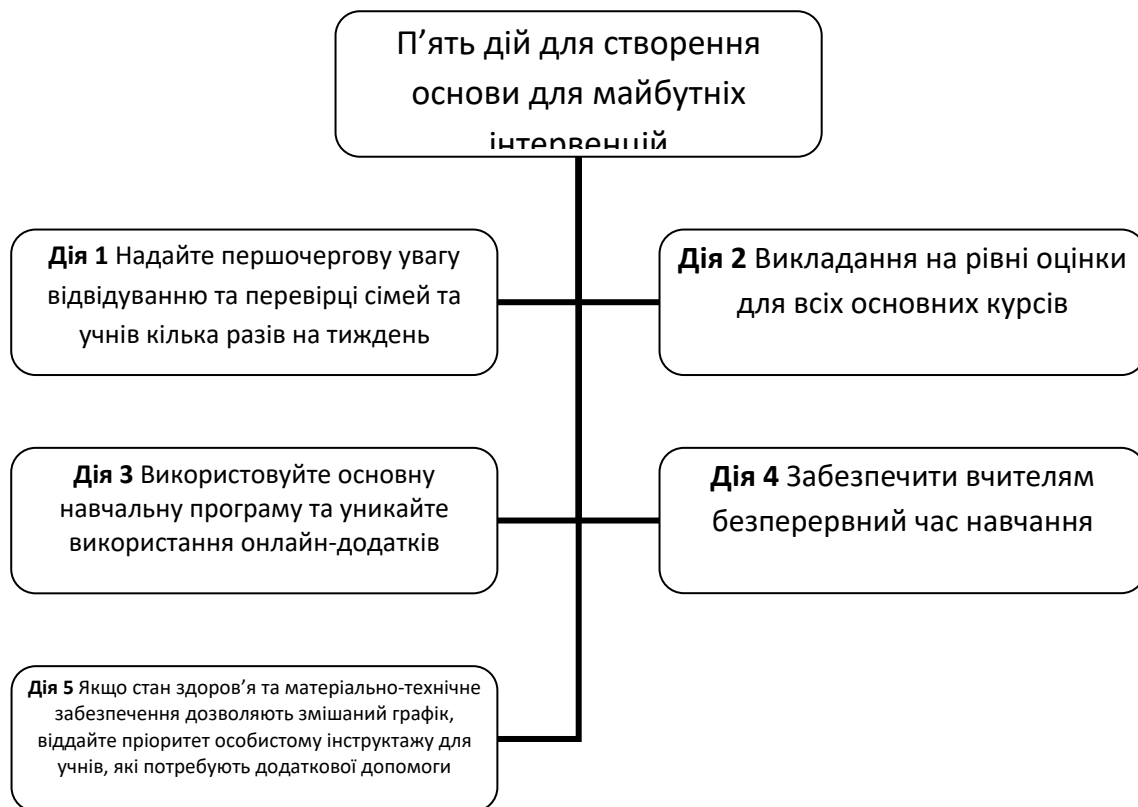 П’ять дій для створення
основи для майбутніх
інтервенцій
Дія 1 Надайте першочергову увагу
відвідуванню та перевірці сімей та
учнів кілька разів на тиждень
Дія 2 Викладання на рівні оцінки
для всіх основних курсів
Дія 3 Використовуйте основну
навчальну програму та уникайте
використання онлайн-додатків
Дія 4 Забезпечити вчителям
безперервний час навчання
Дія 5 Якщо стан здоров’я та матеріально-технічне
забезпечення дозволяють змішаний графік,
віддайте пріоритет особистому інструктажу для
учнів, які потребують додаткової допомоги